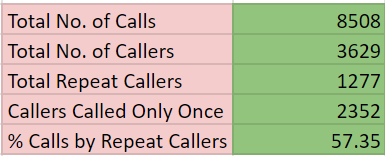 Total No. of Calls 8508
Total No. of Callers 3629
Total Repeat Callers 1277
Callers Called Only Once 2352
% Calls by Repeat Callers 57.35